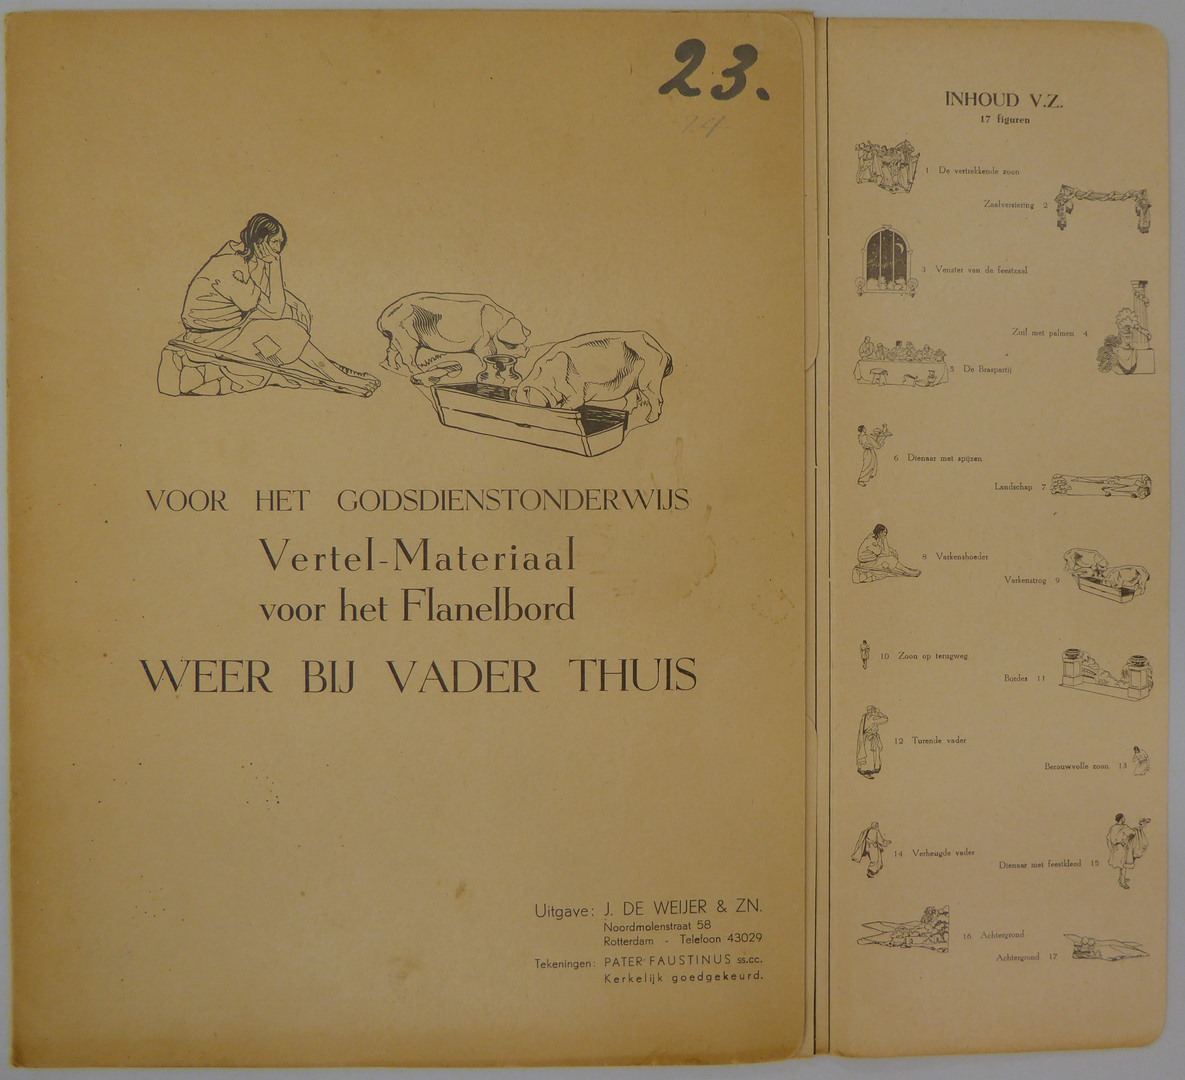 23.
24
VOOR HET GODSDIENSTONDERWIJS
Vertel-Materiaal
voor het Flanelbord
WEER BIJ VADER THUIS
Uitgave: J. DE WEIJER & ZN.
Noordmolenstraat 58
Rotterdam - Telefoon 43029
Tekeningen: PATER FAUSTINUS ss.cc.
Kerkelijk goedgekeurd.
INHOUD V.Z.
17 figuren
1 De vertrekkende zoon
Zaalversiering 2
3 Venster van de feestzaal
Zuil met palmen 4
5 De Braspartij
6 Dienaar met spijzen
Landschap 7
8 Varkenshoeder
Varkenstrog 9
10 Zoon op terugweg
Bordes 11
12 Turende vader
Berouwvolle zoon 13
14 Verheugde vader
Dienaar met feestkleed 15
16 Achtergrond
Achtergrond 17